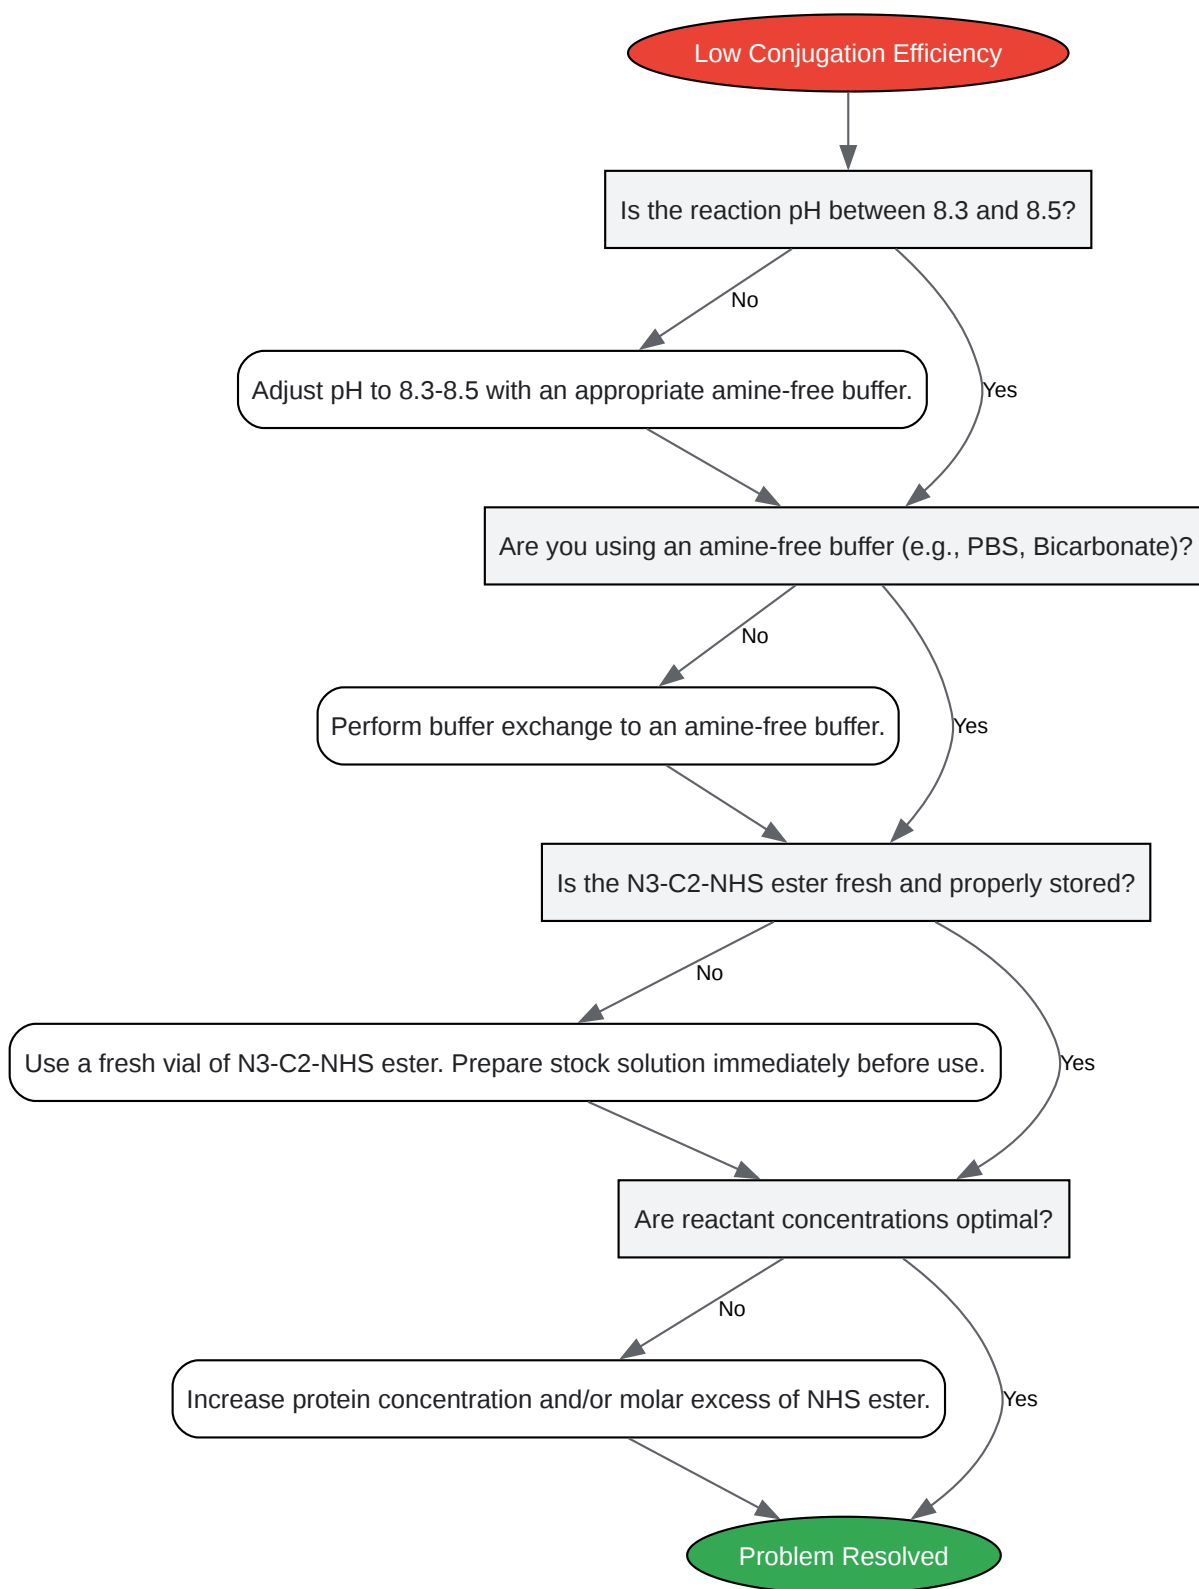 Low Conjugation Efficiency
Is the reaction pH between 8.3 and 8.5?
No
Adjust pH to 8.3-8.5 with an appropriate amine-free buffer.
Yes
Are you using an amine-free buffer (e.g., PBS, Bicarbonate)?
No
Perform buffer exchange to an amine-free buffer.
Yes
Is the N3-C2-NHS ester fresh and properly stored?
No
Use a fresh vial of N3-C2-NHS ester. Prepare stock solution immediately before use.
Yes
Are reactant concentrations optimal?
No
Increase protein concentration and/or molar excess of NHS ester.
Yes
Problem Resolved